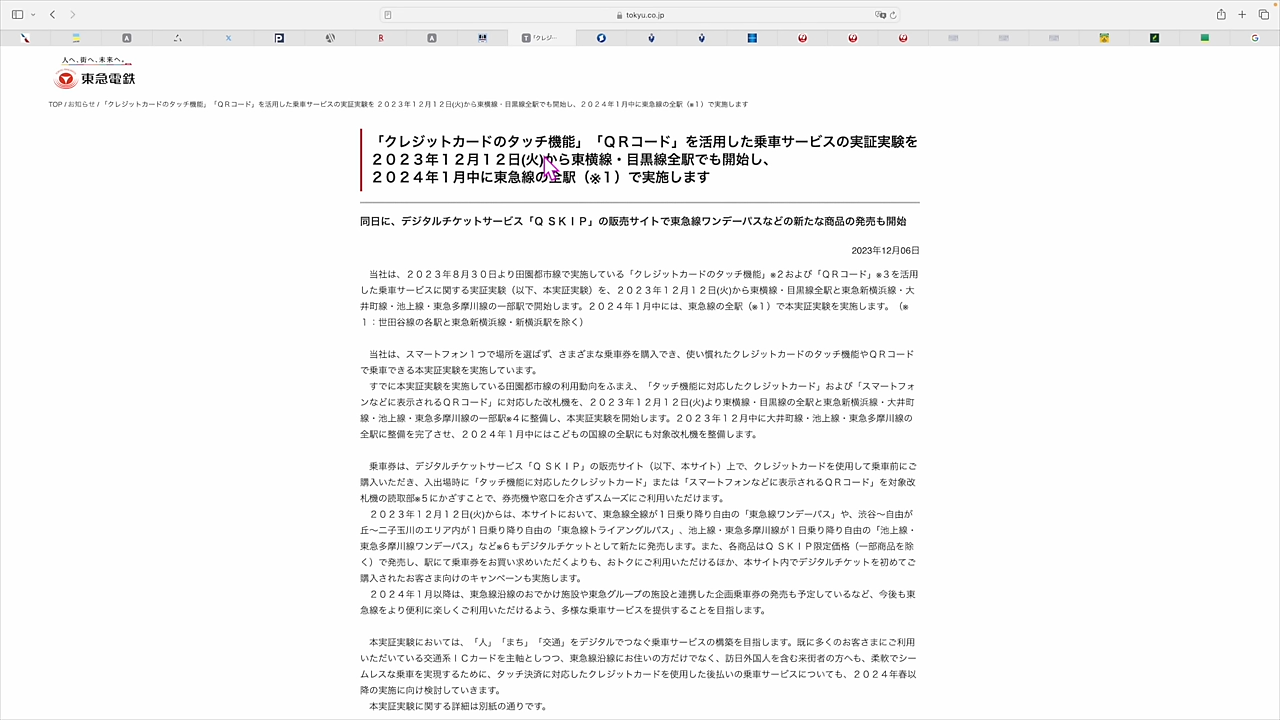 tokyu.co.jp
「クレジ…
人へ、街へ、未来へ。
東急電鉄
TOP / お知らせ / 「クレジットカードのタッチ機能」「ＱＲコード」を活用した乗車サービスの実証実験を ２０２３年１２月１２日(火)から東横線・目黒線全駅でも開始し、２０２４年１月中に東急線の全駅（※１）で実施します
「クレジットカードのタッチ機能」「ＱＲコード」を活用した乗車サービスの実証実験を
２０２３年１２月１２日(火)から東横線・目黒線全駅でも開始し、
２０２４年１月中に東急線の全駅（※１）で実施します
同日に、デジタルチケットサービス「Ｑ ＳＫＩＰ」の販売サイトで東急線ワンデーパスなどの新たな商品の発売も開始
2023年12月06日
当社は、２０２３年８月３０日より田園都市線で実施している「クレジットカードのタッチ機能」※２および「ＱＲコード」※３を活用
した乗車サービスに関する実証実験（以下、本実証実験）を、２０２３年１２月１２日(火)から東横線・目黒線全駅と東急新横浜線・大
井町線・池上線・東急多摩川線の一部駅で開始します。２０２４年１月中には、東急線の全駅（※１）で本実証実験を実施します。（※
１：世田谷線の各駅と東急新横浜線・新横浜駅を除く）
当社は、スマートフォン１つで場所を選ばず、さまざまな乗車券を購入でき、使い慣れたクレジットカードのタッチ機能やＱＲコード
で乗車できる本実証実験を実施しています。
すでに本実証実験を実施している田園都市線の利用動向をふまえ、「タッチ機能に対応したクレジットカード」および「スマートフォ
ンなどに表示されるＱＲコード」に対応した改札機を、２０２３年１２月１２日(火)より東横線・目黒線の全駅と東急新横浜線・大井町
線・池上線・東急多摩川線の一部駅※４に整備し、本実証実験を開始します。２０２３年１２月中に大井町線・池上線・東急多摩川線の
全駅に整備を完了させ、２０２４年１月中にはこどもの国線の全駅にも対象改札機を整備します。
乗車券は、デジタルチケットサービス「Ｑ ＳＫＩＰ」の販売サイト（以下、本サイト）上で、クレジットカードを使用して乗車前にご
購入いただき、入出場時に「タッチ機能に対応したクレジットカード」または「スマートフォンなどに表示されるＱＲコード」を対象改
札機の読取部※５にかざすことで、券売機や窓口を介さずスムーズにご利用いただけます。
２０２３年１２月１２日(火)からは、本サイトにおいて、東急線全線が１日乗り降り自由の「東急線ワンデーパス」や、渋谷～自由が
丘～二子玉川のエリア内が１日乗り降り自由の「東急線トライアングルパス」、池上線・東急多摩川線が１日乗り降り自由の「池上線・
東急多摩川線ワンデーパス」など※６もデジタルチケットとして新たに発売します。また、各商品はＱ ＳＫＩＰ限定価格（一部商品を除
く）で発売し、駅にて乗車券をお買い求めいただくよりも、おトクにご利用いただけるほか、本サイト内でデジタルチケットを初めてご
購入されたお客さま向けのキャンペーンも実施します。
２０２４年１月以降は、東急線沿線のおでかけ施設や東急グループの施設と連携した企画乗車券の発売も予定しているなど、今後も東
急線をより便利に楽しくご利用いただけるよう、多様な乗車サービスを提供することを目指します。
本実証実験においては、「人」「まち」「交通」をデジタルでつなぐ乗車サービスの構築を目指します。既に多くのお客さまにご利用
いただいている交通系ＩＣカードを主軸としつつ、東急線沿線にお住いの方だけでなく、訪日外国人を含む来街者の方へも、柔軟でシー
ムレスな乗車を実現するために、タッチ決済に対応したクレジットカードを使用した後払いの乗車サービスについても、２０２４年春以
降の実施に向け検討していきます。
本実証実験に関する詳細は別紙の通りです。